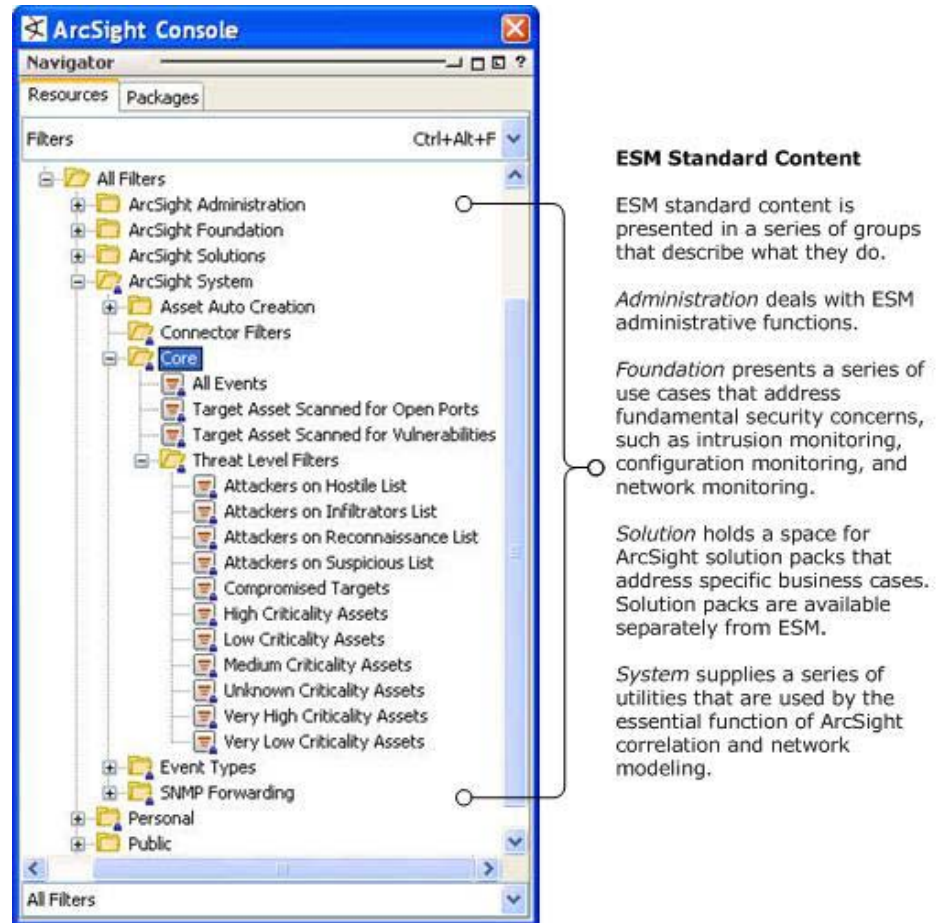 ArcSight Console
Navigator
?
Resources
Packages
Filters
Ctrl+Alt+F
All Filters
ArcSight Administration
ArcSight Foundation
ArcSight Solutions
ArcSight System
Asset Auto Creation
Connector Filters
Core
All Events
Target Asset Scanned for Open Ports
Target Asset Scanned for Vulnerabilities
Threat Level Filters
Attackers on Hostile List
Attackers on Infiltrators List
Attackers on Reconnaissance List
Attackers on Suspicious List
Compromised Targets
High Criticality Assets
Low Criticality Assets
Medium Criticality Assets
Unknown Criticality Assets
Very High Criticality Assets
Very Low Criticality Assets
Event Types
SNMP Forwarding
Personal
Public
All Filters
ESM Standard Content
ESM standard content is
presented in a series of groups
that describe what they do.
Administration deals with ESM
administrative functions.
Foundation presents a series of
use cases that address
fundamental security concerns,
such as intrusion monitoring,
configuration monitoring, and
network monitoring.
Solution holds a space for
ArcSight solution packs that
address specific business cases.
Solution packs are available
separately from ESM.
System supplies a series of
utilities that are used by the
essential function of ArcSight
correlation and network
modeling.